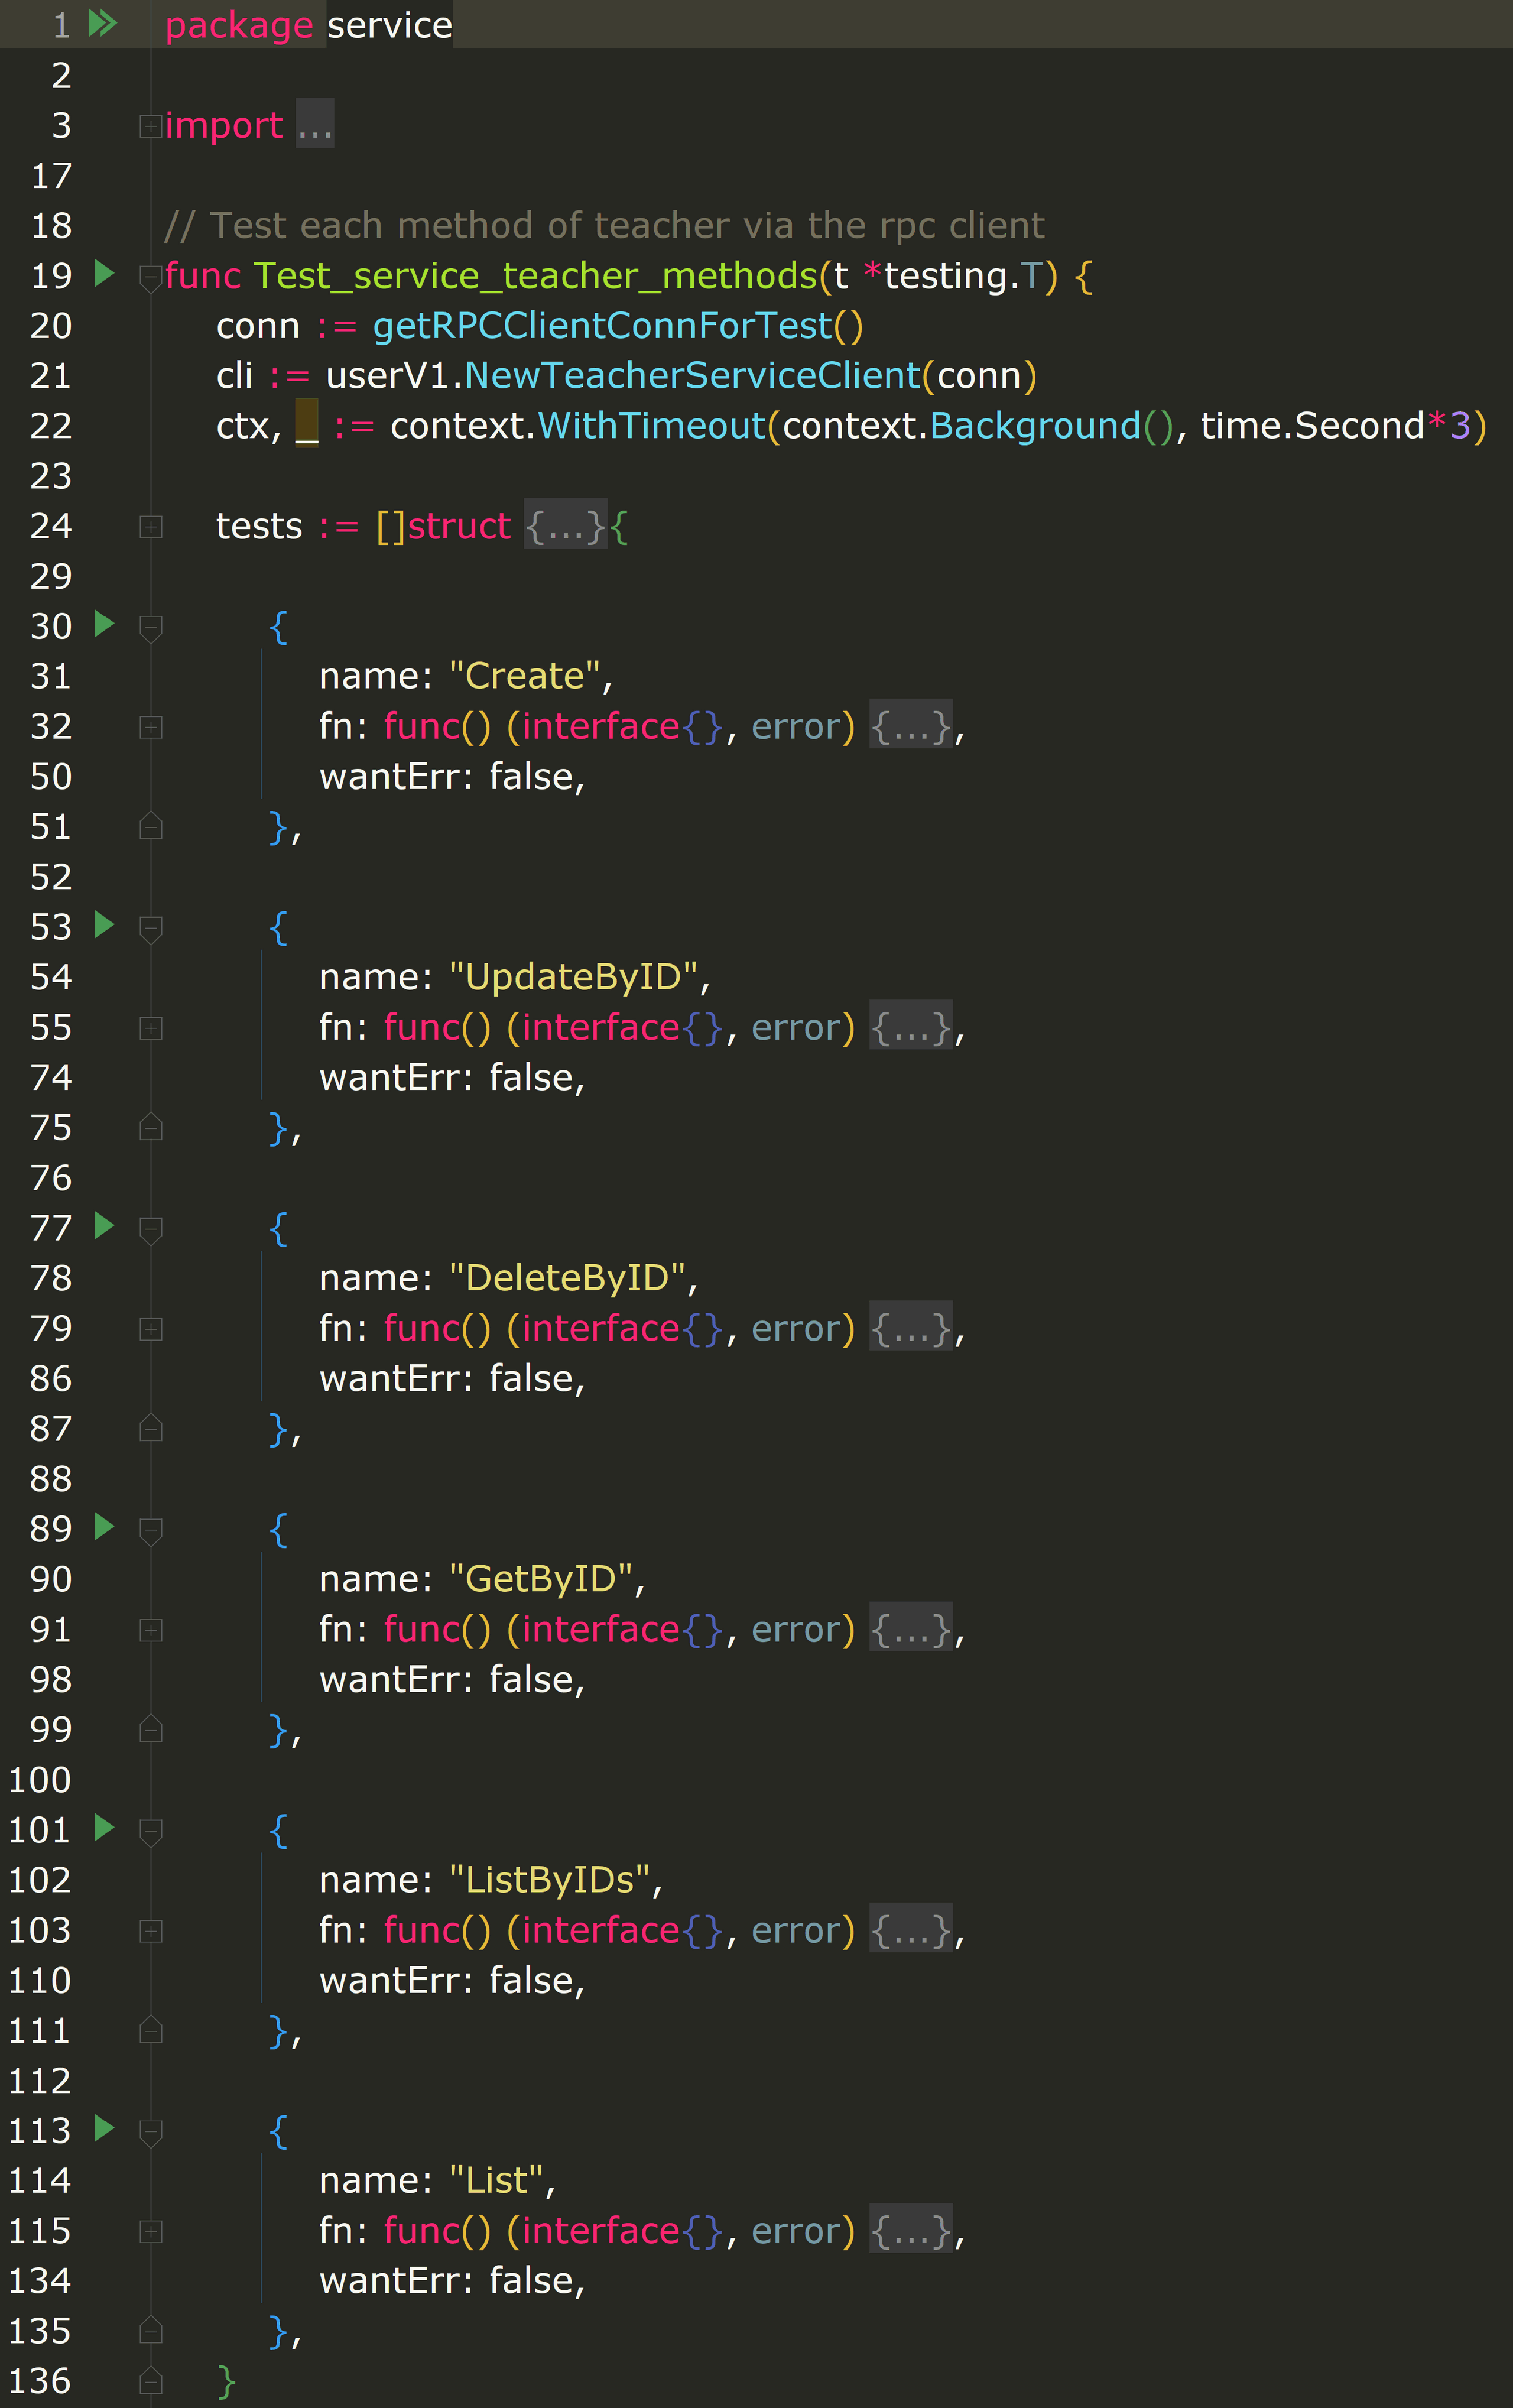 1 package service
2
3 import ...
17
18 // Test each method of teacher via the rpc client
19 func Test_service_teacher_methods(t *testing.T) {
20 conn := getRPCClientConnForTest()
21 cli := userV1.NewTeacherServiceClient(conn)
22 ctx, _ := context.WithTimeout(context.Background(), time.Second*3)
23
24 tests := []struct {...}{
29
30 {
31 name: "Create",
32 fn: func() (interface{}, error) {...},
50 wantErr: false,
51 },
52
53 {
54 name: "UpdateByID",
55 fn: func() (interface{}, error) {...},
74 wantErr: false,
75 },
76
77 {
78 name: "DeleteByID",
79 fn: func() (interface{}, error) {...},
86 wantErr: false,
87 },
88
89 {
90 name: "GetByID",
91 fn: func() (interface{}, error) {...},
98 wantErr: false,
99 },
100
101 {
102 name: "ListByIDs",
103 fn: func() (interface{}, error) {...},
110 wantErr: false,
111 },
112
113 {
114 name: "List",
115 fn: func() (interface{}, error) {...},
134 wantErr: false,
135 },
136 }